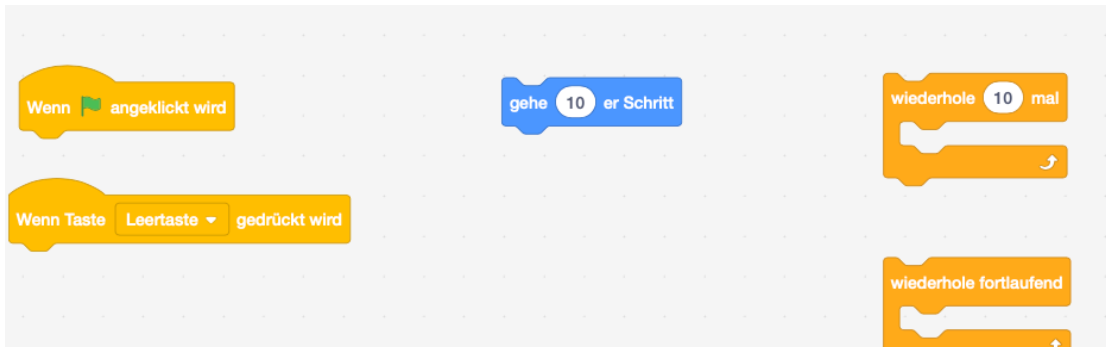 Wenn angeklickt wird
gehe 10 er Schritt
wiederhole 10 mal
Wenn Taste Leertaste gedrückt wird
wiederhole fortlaufend